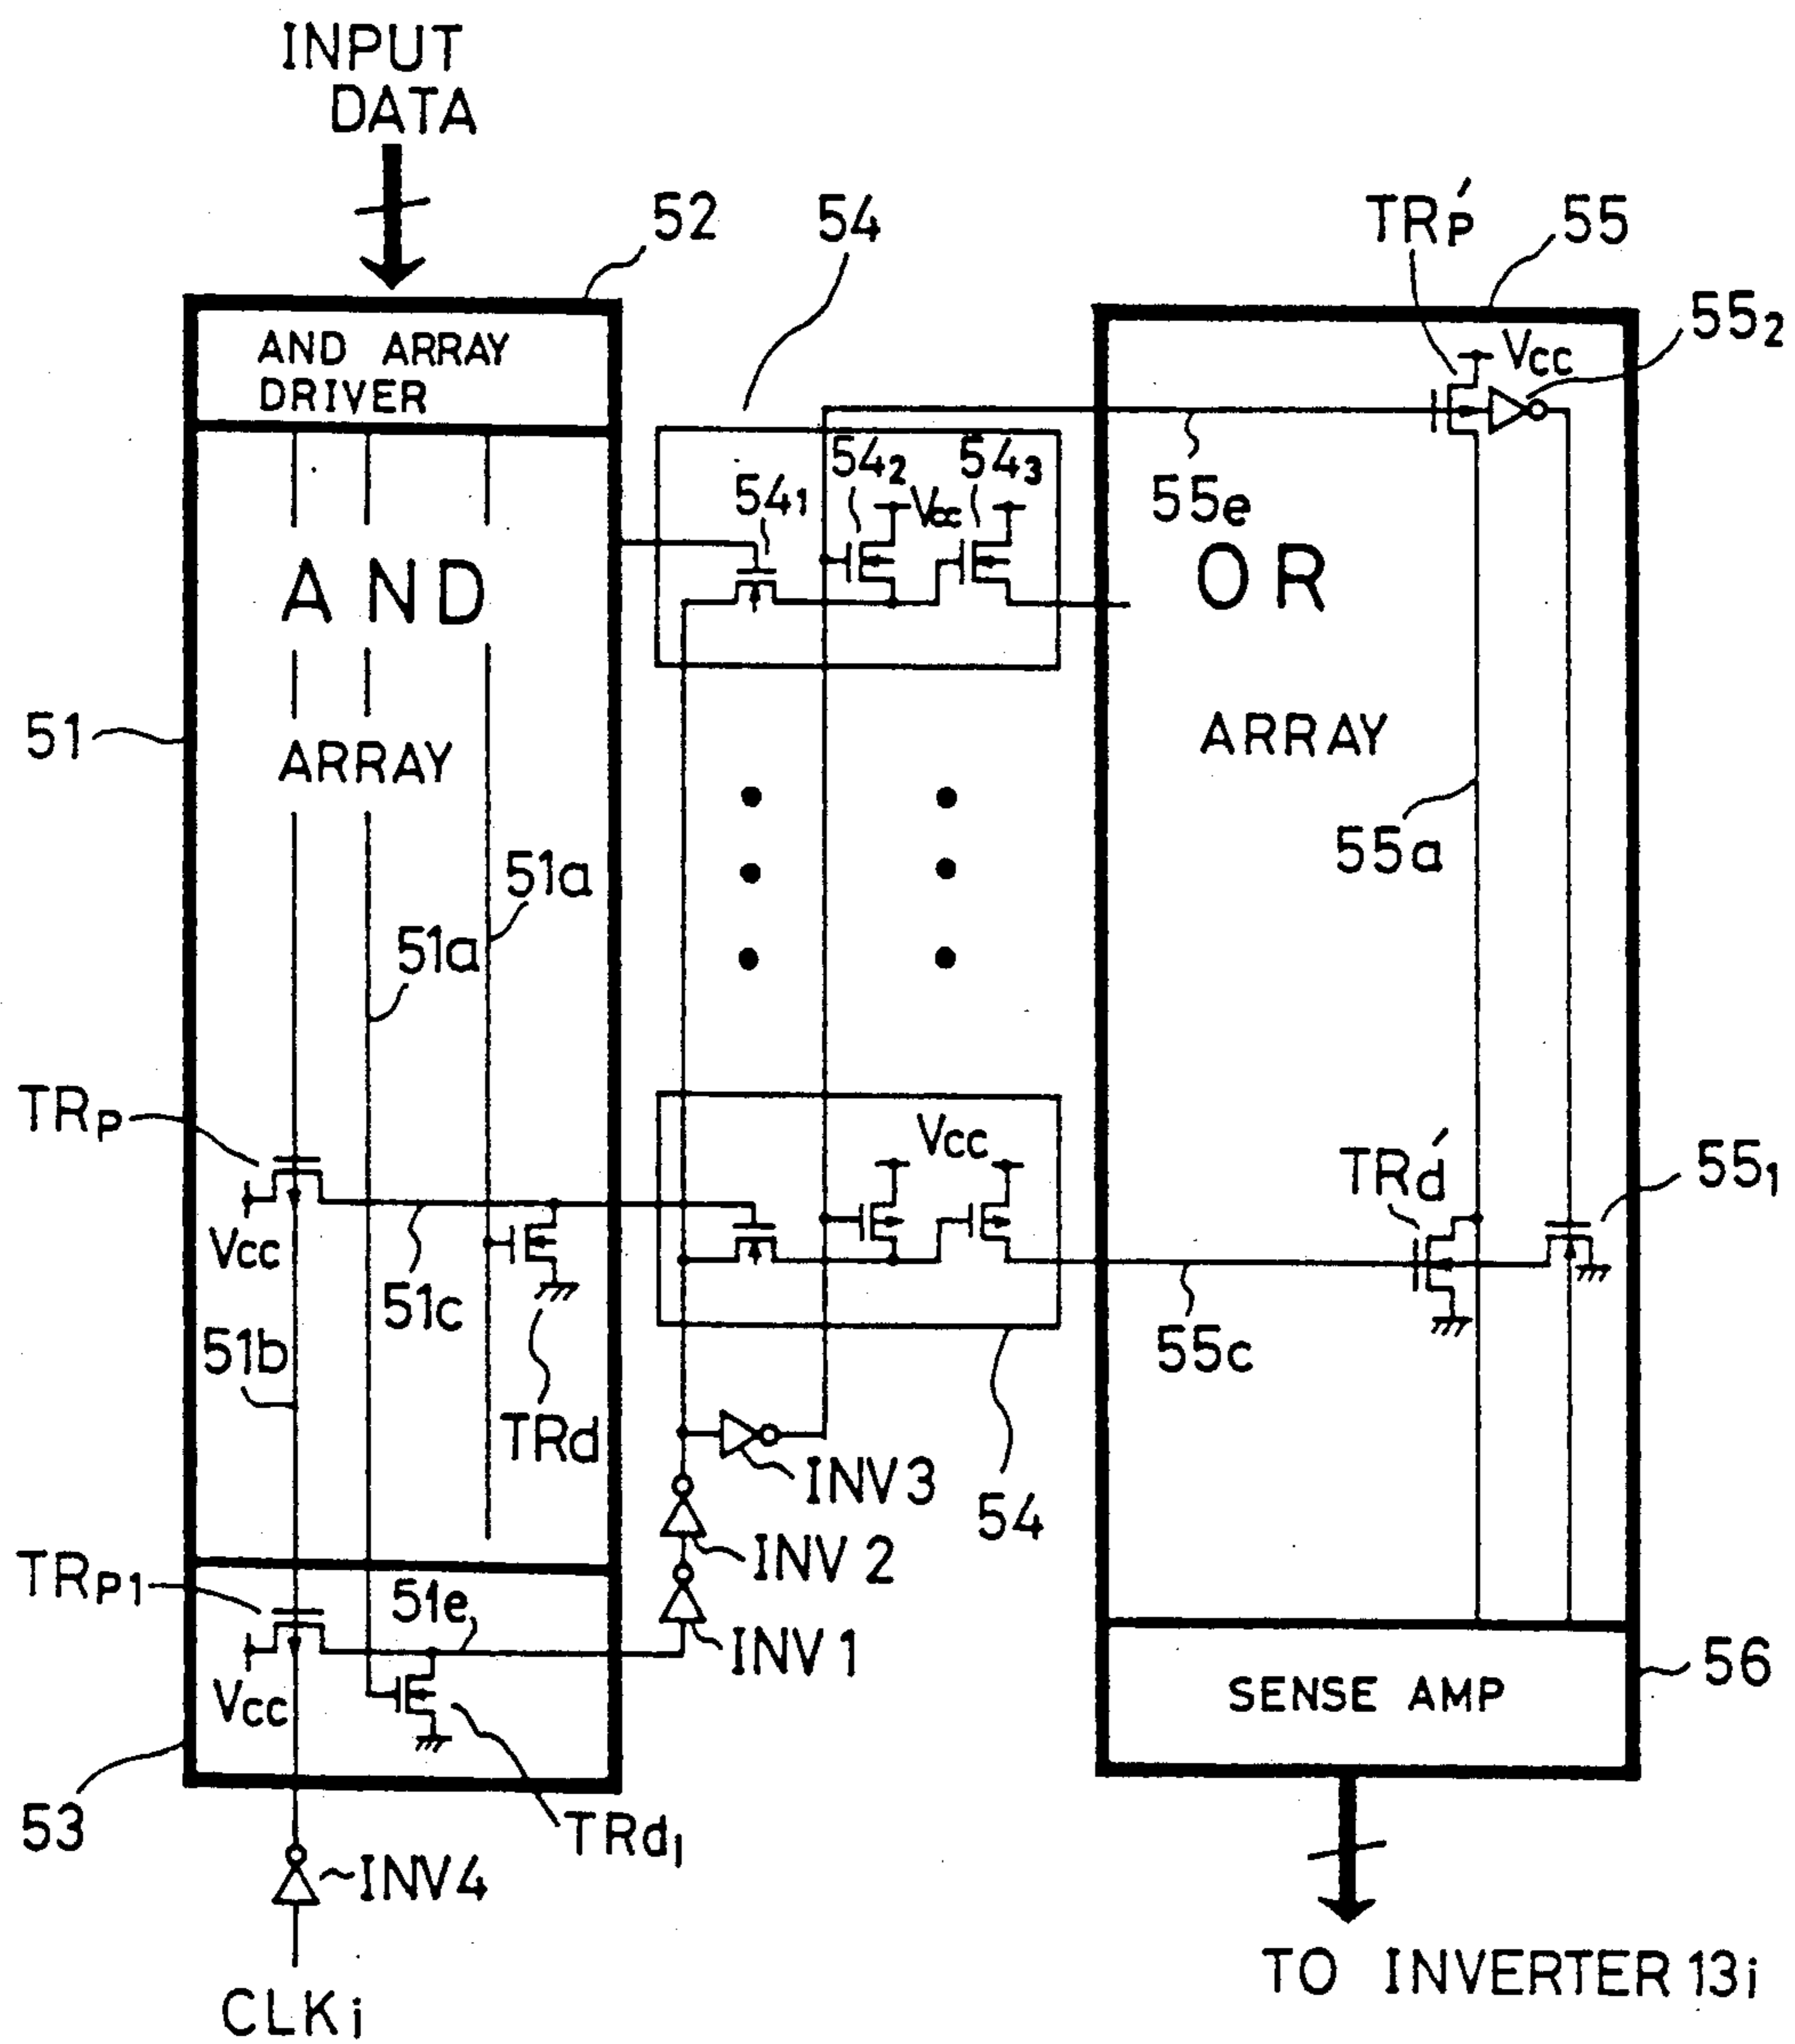 INPUT
DATA
52
54
TRP′
55
552
AND ARRAY
DRIVER
Vcc
542
543
541
Vcc
55e
AND
OR
51
ARRAY
ARRAY
51a
55a
51a
TRP
Vcc
TRd′
551
Vcc
51c
55c
51b
TRd
INV3
54
INV2
TRP1
51e
INV1
56
Vcc
SENSE AMP
53
TRd1
INV4
TO INVERTER 13i
CLKi